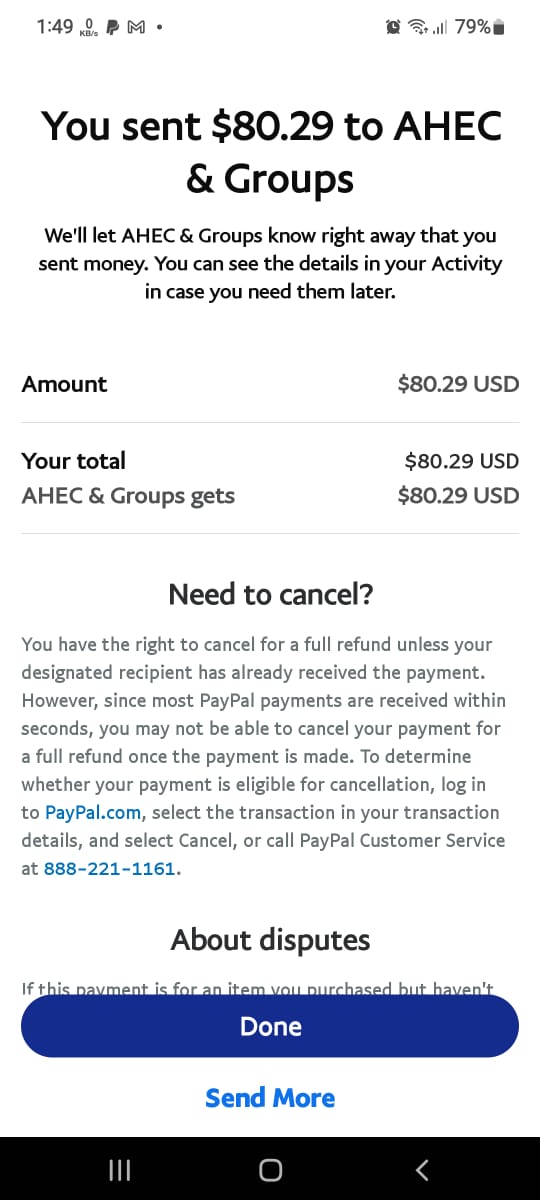 1:49 0 KB/s 79%
You sent $80.29 to AHEC
& Groups
We'll let AHEC & Groups know right away that you
sent money. You can see the details in your Activity
in case you need them later.
Amount $80.29 USD
Your total $80.29 USD
AHEC & Groups gets $80.29 USD
Need to cancel?
You have the right to cancel for a full refund unless your
designated recipient has already received the payment.
However, since most PayPal payments are received within
seconds, you may not be able to cancel your payment for
a full refund once the payment is made. To determine
whether your payment is eligible for cancellation, log in
to PayPal.com, select the transaction in your transaction
details, and select Cancel, or call PayPal Customer Service
at 888-221-1161.
About disputes
If this payment is for an item you purchased but haven't
Done
Send More